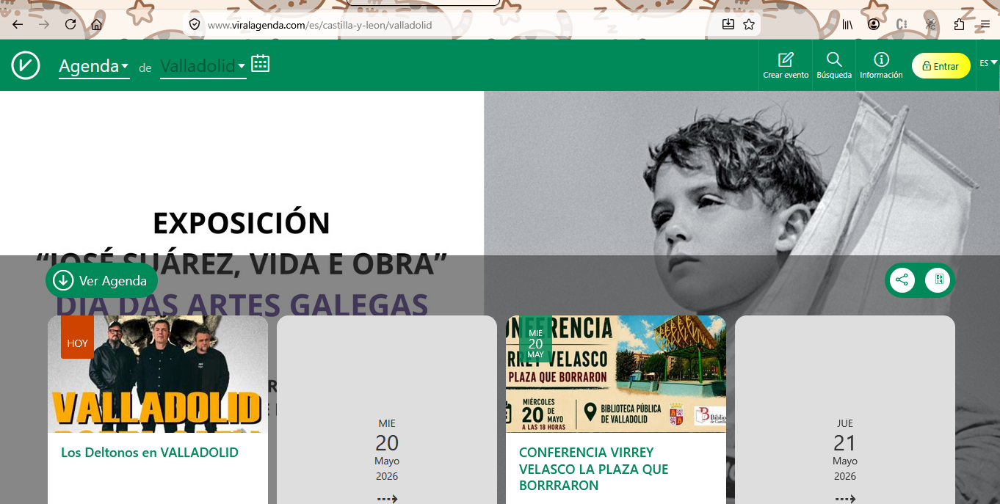 www.viralagenda.com/es/castilla-y-leon/valladolid
Agenda de Valladolid
Crear evento
Búsqueda
Información
Entrar
ES
EXPOSICIÓN
“JOSÉ SUÁREZ, VIDA E OBRA”
DÍA DAS ARTES GALEGAS
Ver Agenda
HOY
VALLADOLID
Los Deltonos en VALLADOLID
MIE
20
Mayo
2026
MIE
20
MAY
CONFERENCIA
VELASCO
PLAZA QUE BORRARON
MIÉRCOLES
20 DE MAYO
A LAS 18 HORAS
BIBLIOTECA PÚBLICA
DE VALLADOLID
CONFERENCIA VIRREY
VELASCO LA PLAZA QUE
BORRRARON
JUE
21
Mayo
2026